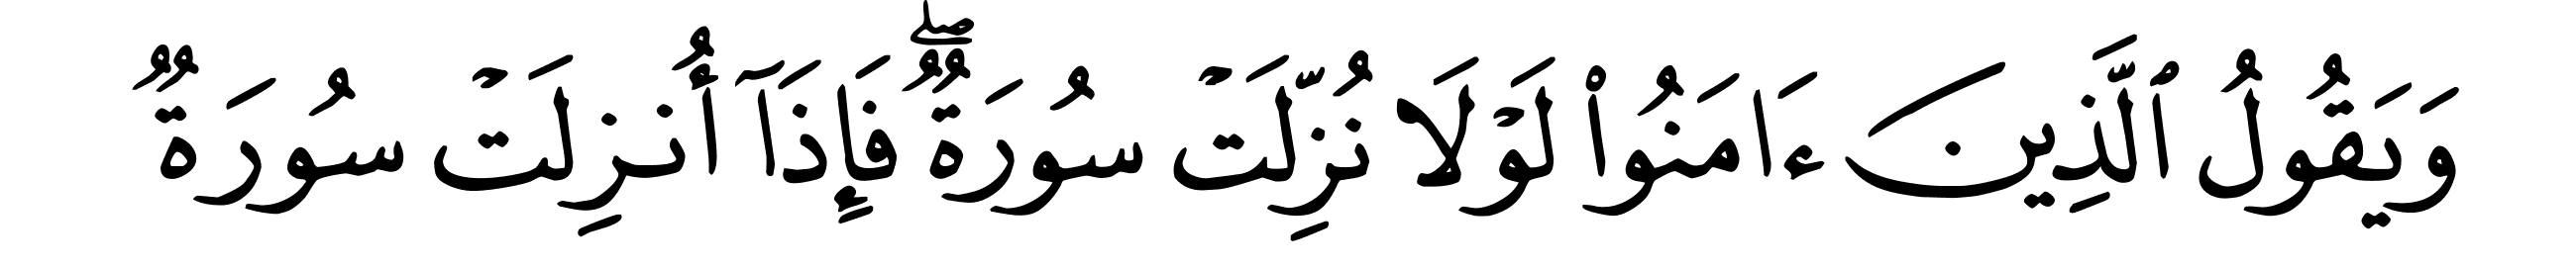 وَيَقُولُ ٱلَّذِينَ ءَامَنُوا۟ لَوْلَا نُزِّلَتْ سُورَةٌۖ فَإِذَآ أُنزِلَتْ سُورَةٌ